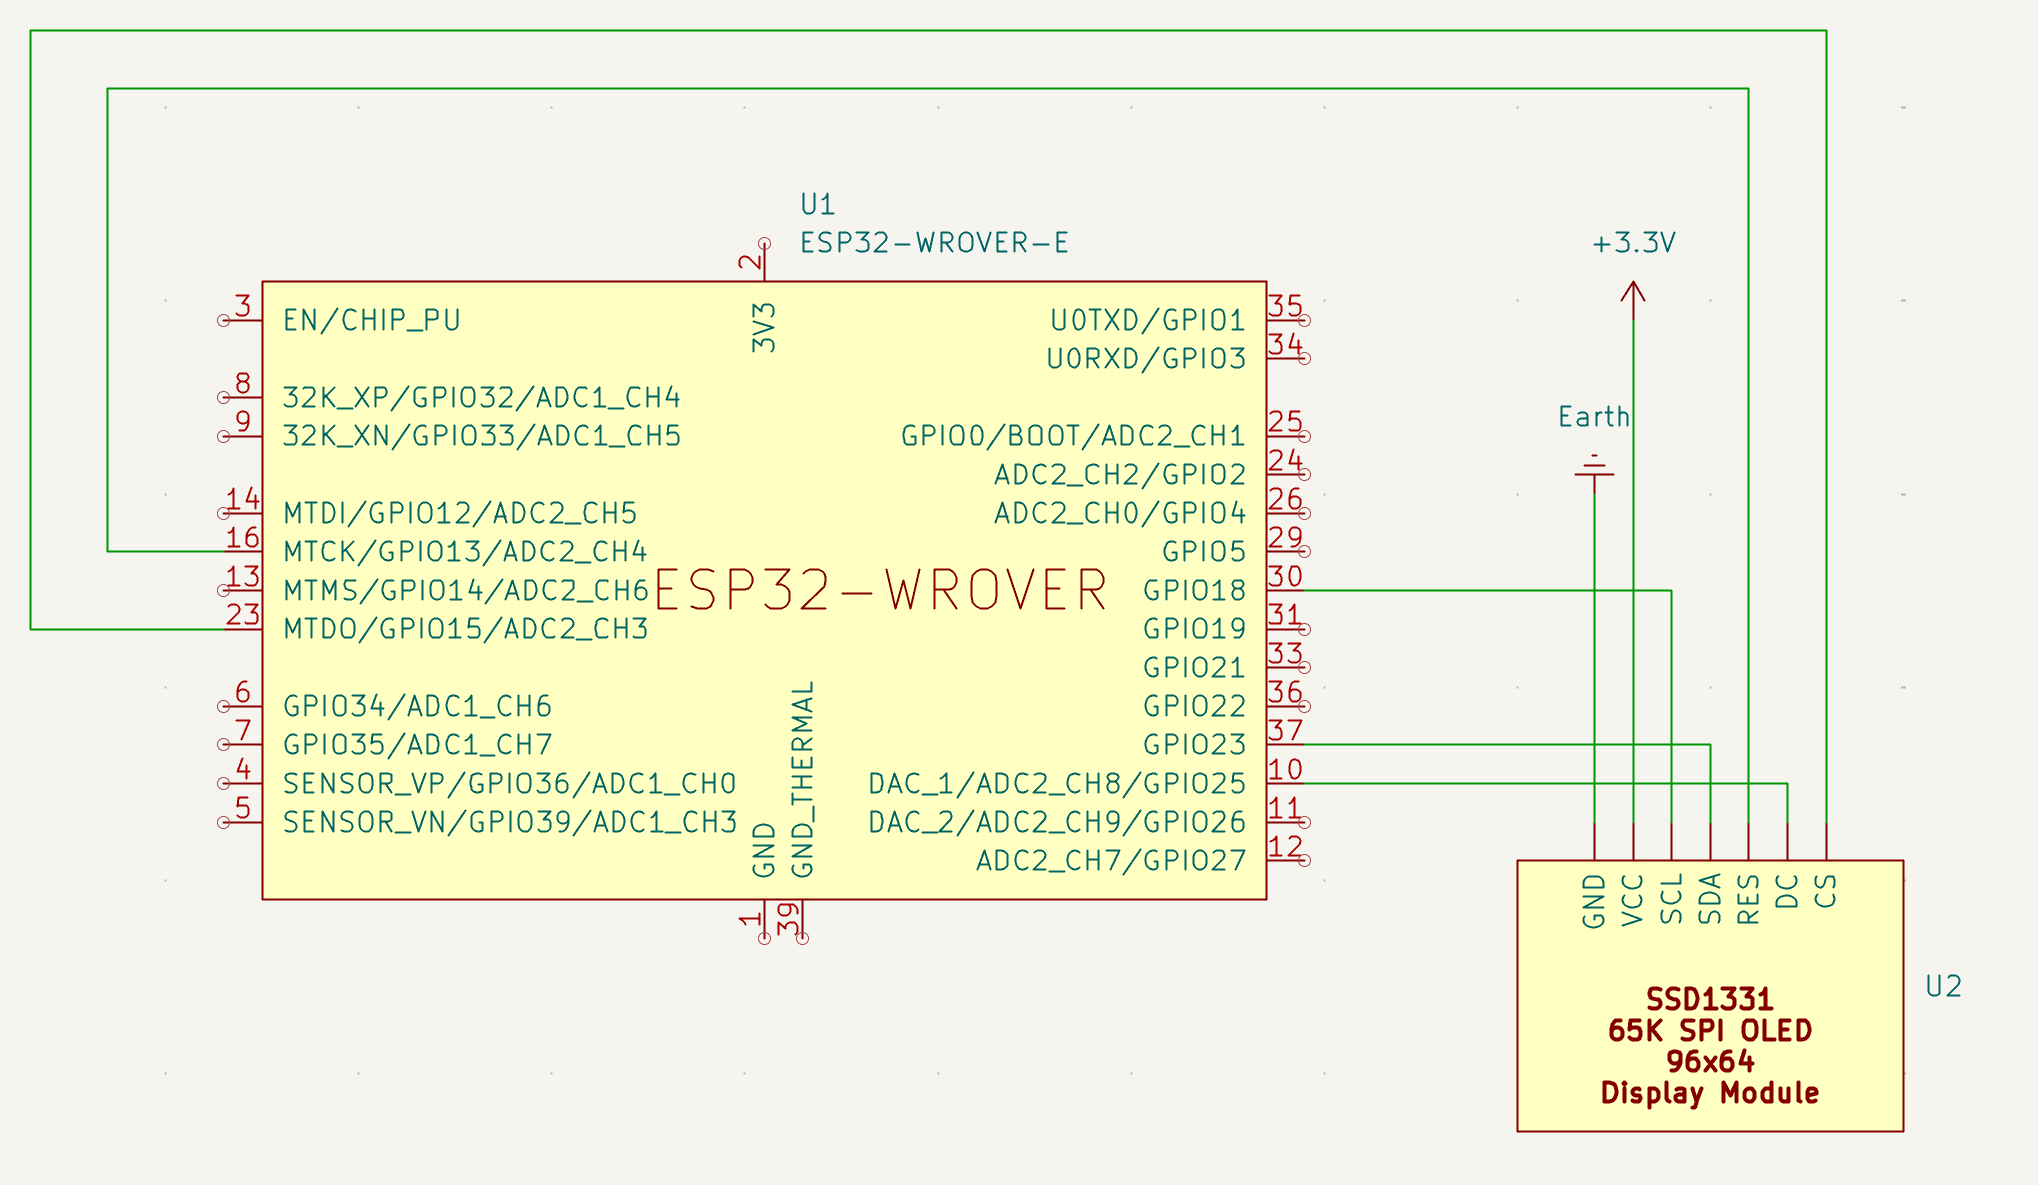 U1
ESP32-WROVER-E
+3.3V
Earth
2
3V3
3 EN/CHIP_PU
8 32K_XP/GPIO32/ADC1_CH4
9 32K_XN/GPIO33/ADC1_CH5
14 MTDI/GPIO12/ADC2_CH5
16 MTCK/GPIO13/ADC2_CH4
13 MTMS/GPIO14/ADC2_CH6
23 MTDO/GPIO15/ADC2_CH3
6 GPIO34/ADC1_CH6
7 GPIO35/ADC1_CH7
4 SENSOR_VP/GPIO36/ADC1_CH0
5 SENSOR_VN/GPIO39/ADC1_CH3
ESP32-WROVER
U0TXD/GPIO1 35
U0RXD/GPIO3 34
GPIO0/BOOT/ADC2_CH1 25
ADC2_CH2/GPIO2 24
ADC2_CH0/GPIO4 26
GPIO5 29
GPIO18 30
GPIO19 31
GPIO21 33
GPIO22 36
GPIO23 37
DAC_1/ADC2_CH8/GPIO25 10
DAC_2/ADC2_CH9/GPIO26 11
ADC2_CH7/GPIO27 12
GND
1
GND_THERMAL
39
GND
VCC
SCL
SDA
RES
DC
CS
U2
SSD1331
65K SPI OLED
96x64
Display Module